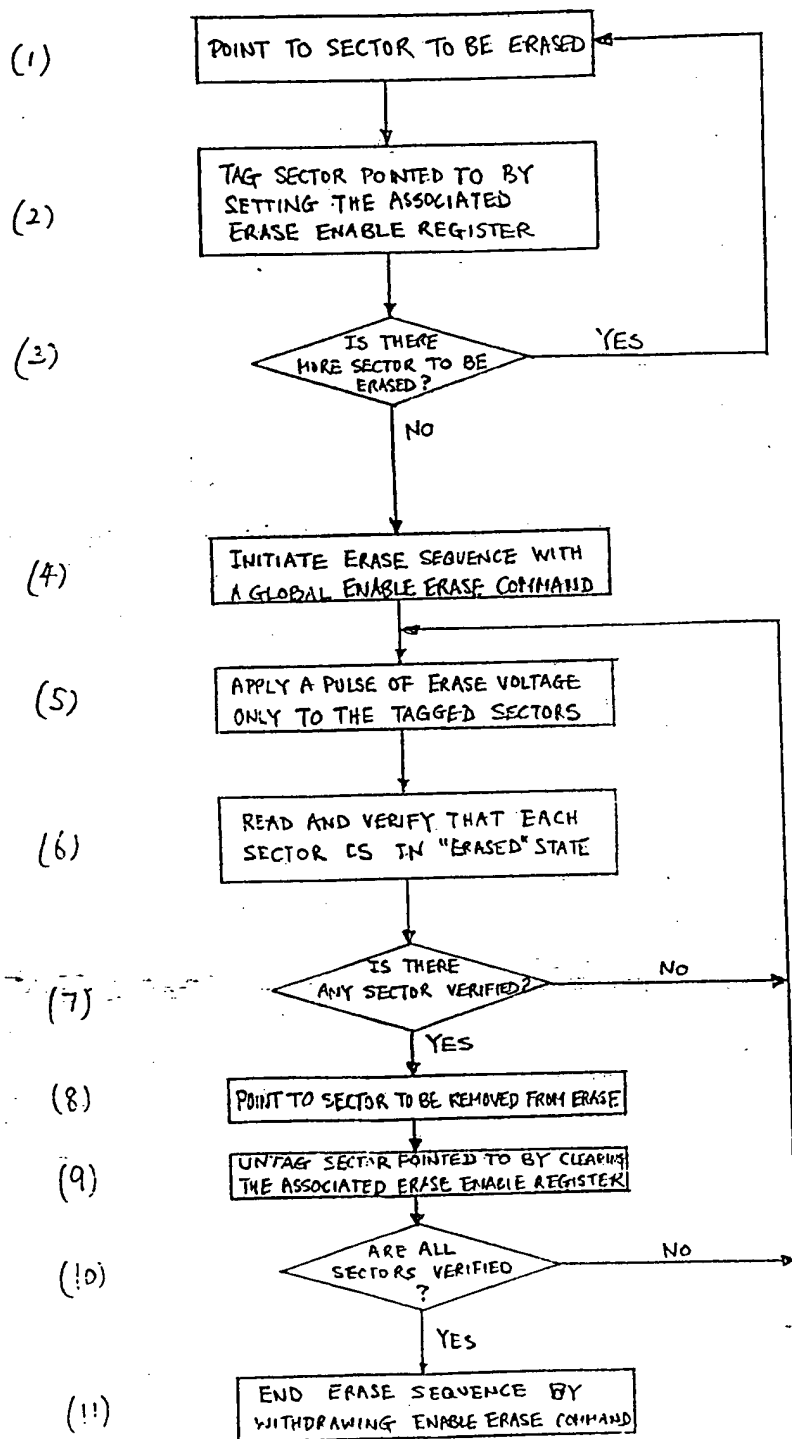 (1)
POINT TO SECTOR TO BE ERASED
(2)
TAG SECTOR POINTED TO BY
SETTING THE ASSOCIATED
ERASE ENABLE REGISTER
(3)
IS THERE
MORE SECTOR TO BE
ERASED?
YES
NO
(4)
INITIATE ERASE SEQUENCE WITH
A GLOBAL ENABLE ERASE COMMAND
(5)
APPLY A PULSE OF ERASE VOLTAGE
ONLY TO THE TAGGED SECTORS
(6)
READ AND VERIFY THAT EACH
SECTOR IS IN "ERASED" STATE
(7)
IS THERE
ANY SECTOR VERIFIED?
NO
YES
(8)
POINT TO SECTOR TO BE REMOVED FROM ERASE
(9)
UNTAG SECTOR POINTED TO BY CLEARING
THE ASSOCIATED ERASE ENABLE REGISTER
(10)
ARE ALL
SECTORS VERIFIED
?
NO
YES
(11)
END ERASE SEQUENCE BY
WITHDRAWING ENABLE ERASE COMMAND